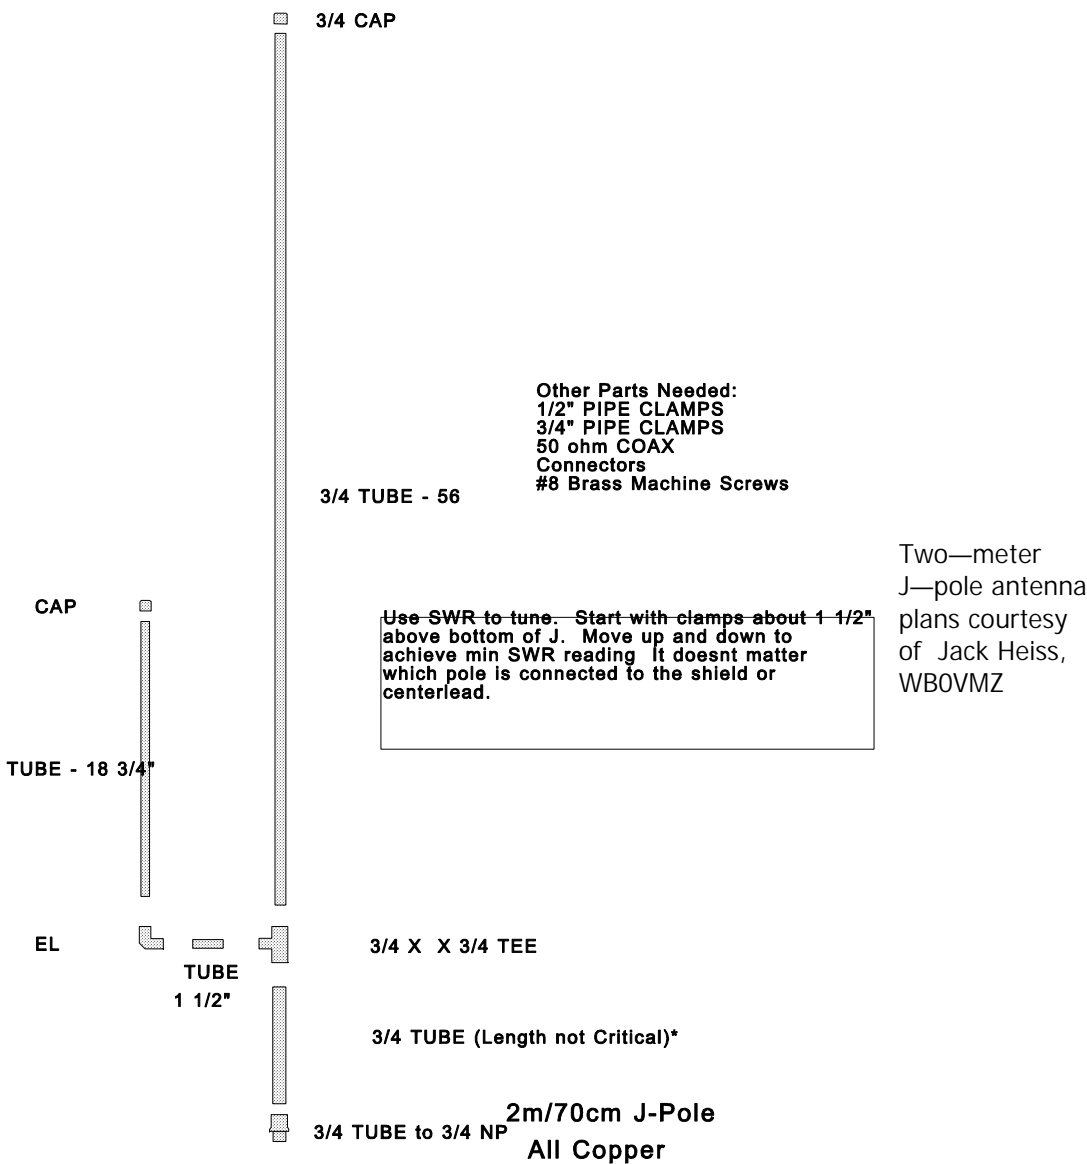 3/4 CAP
Other Parts Needed:
1/2" PIPE CLAMPS
3/4" PIPE CLAMPS
50 ohm COAX
Connectors
#8 Brass Machine Screws
3/4 TUBE - 56
Two—meter
J—pole antenna
plans courtesy
of Jack Heiss,
WB0VMZ
CAP
Use SWR to tune. Start with clamps about 1 1/2"
above bottom of J. Move up and down to
achieve min SWR reading It doesnt matter
which pole is connected to the shield or
centerlead.
TUBE - 18 3/4"
EL
3/4 X X 3/4 TEE
TUBE
1 1/2"
3/4 TUBE (Length not Critical)*
3/4 TUBE to 3/4 NP
2m/70cm J-Pole
All Copper